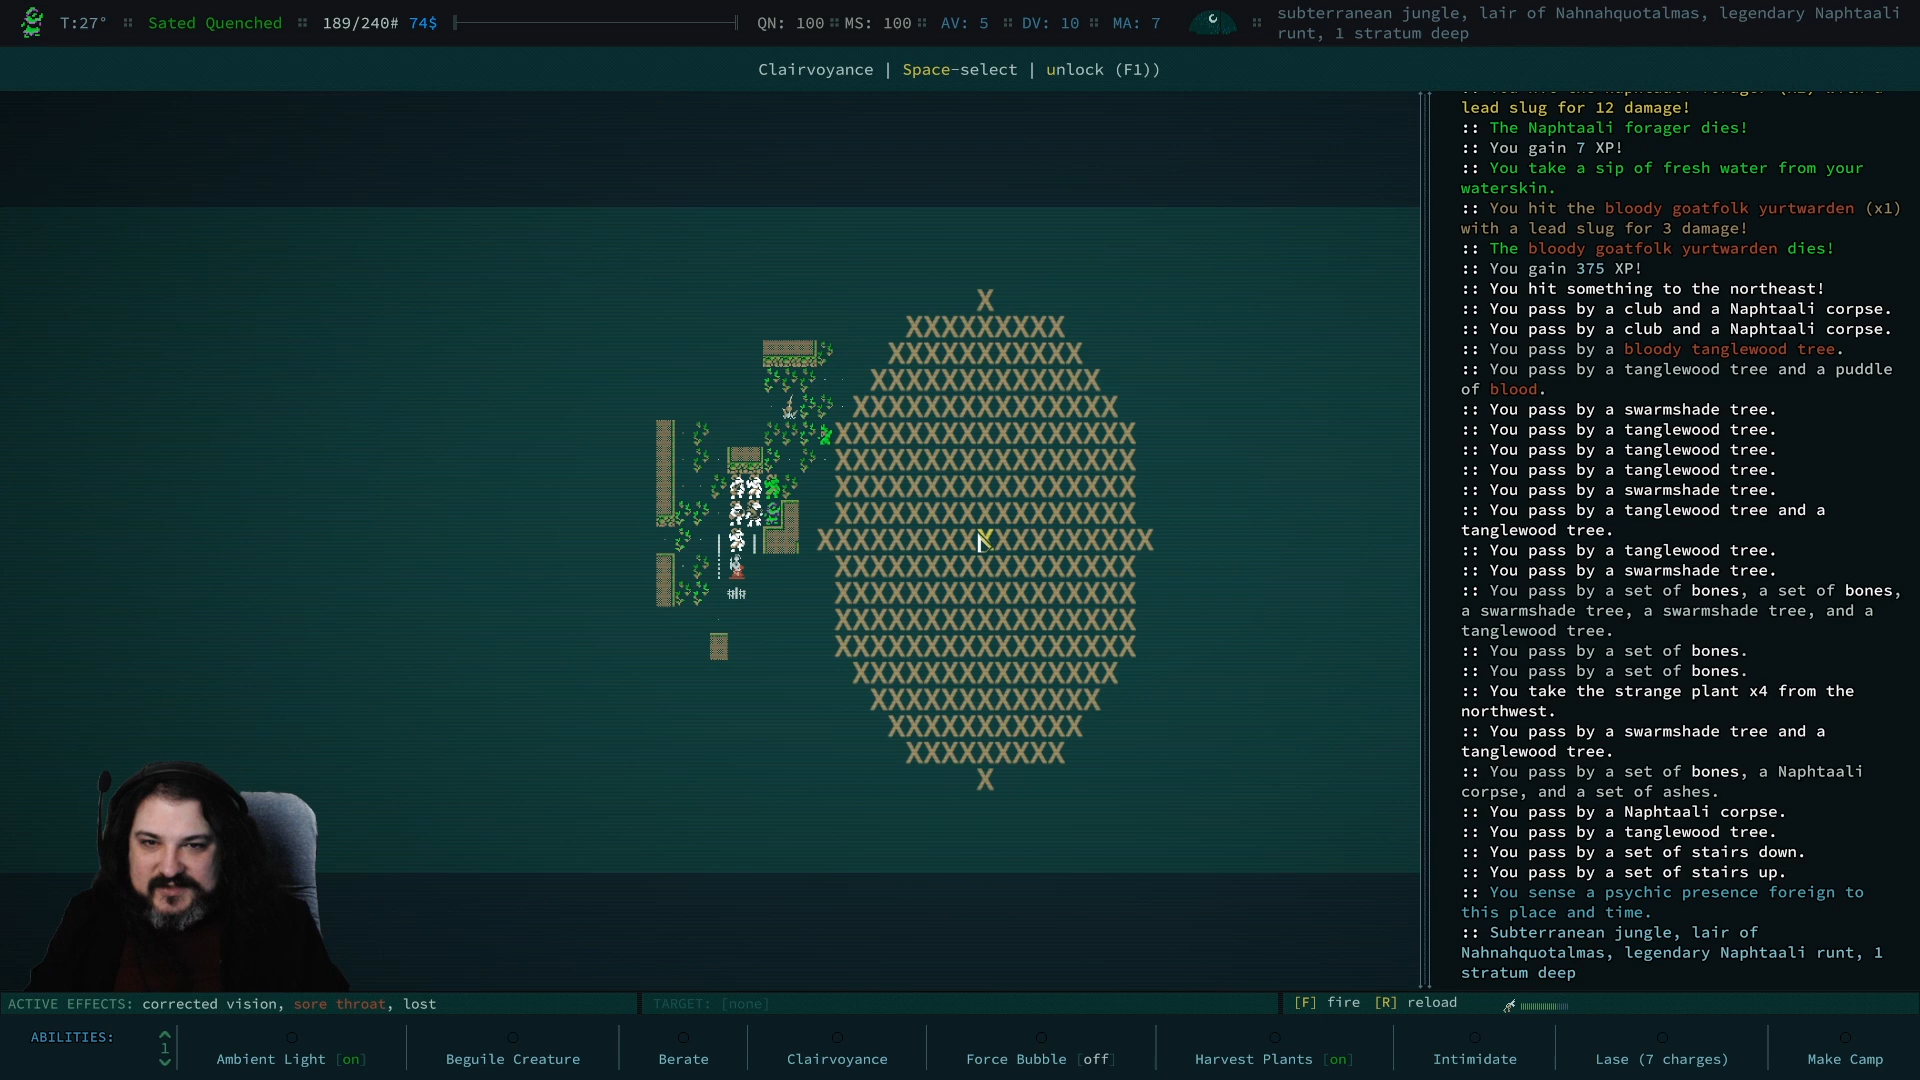 T:27° Sated Quenched 189/240# 74$ QN: 100 MS: 100 AV: 5 DV: 10 MA: 7
subterranean jungle, lair of Nahnahquotalmas, legendary Naphtaali
runt, 1 stratum deep
Clairvoyance | Space-select | unlock (F1))
lead slug for 12 damage!
:: The Naphtaali forager dies!
:: You gain 7 XP!
:: You take a sip of fresh water from your
waterskin.
:: You hit the bloody goatfolk yurtwarden (x1)
with a lead slug for 3 damage!
:: The bloody goatfolk yurtwarden dies!
:: You gain 375 XP!
:: You hit something to the northeast!
:: You pass by a club and a Naphtaali corpse.
:: You pass by a club and a Naphtaali corpse.
:: You pass by a bloody tanglewood tree.
:: You pass by a tanglewood tree and a puddle
of blood.
:: You pass by a swarmshade tree.
:: You pass by a tanglewood tree.
:: You pass by a tanglewood tree.
:: You pass by a tanglewood tree.
:: You pass by a swarmshade tree.
:: You pass by a tanglewood tree and a
tanglewood tree.
:: You pass by a tanglewood tree.
:: You pass by a swarmshade tree.
:: You pass by a set of bones, a set of bones,
a swarmshade tree, a swarmshade tree, and a
tanglewood tree.
:: You pass by a set of bones.
:: You pass by a set of bones.
:: You take the strange plant x4 from the
northwest.
:: You pass by a swarmshade tree and a
tanglewood tree.
:: You pass by a set of bones, a Naphtaali
corpse, and a set of ashes.
:: You pass by a Naphtaali corpse.
:: You pass by a tanglewood tree.
:: You pass by a set of stairs down.
:: You pass by a set of stairs up.
:: You sense a psychic presence foreign to
this place and time.
:: Subterranean jungle, lair of
Nahnahquotalmas, legendary Naphtaali runt, 1
stratum deep
ACTIVE EFFECTS: corrected vision, sore throat, lost
TARGET: [none]
[F] fire [R] reload
ABILITIES: 1
Ambient Light [on]
Beguile Creature
Berate
Clairvoyance
Force Bubble [off]
Harvest Plants [on]
Intimidate
Lase (7 charges)
Make Camp